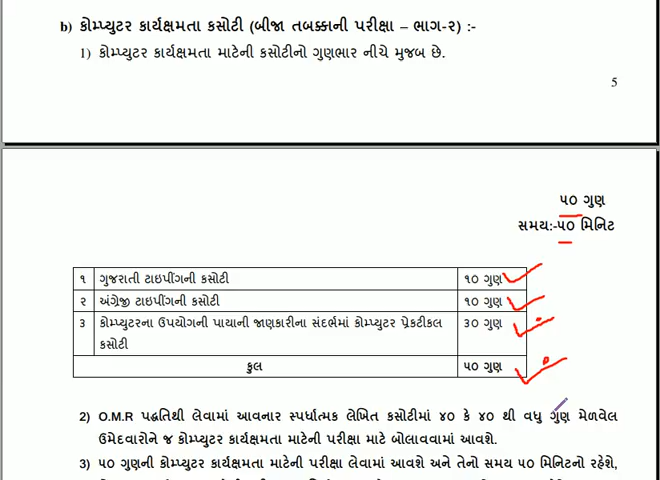 b) કોમ્પ્યુટર કાર્યક્ષમતા કસોટી (બીજા તબક્કાની પરીક્ષા – ભાગ-ર) :-
1) કોમ્પ્યુટર કાર્યક્ષમતા માટેની કસોટીનો ગુણભાર નીચે મુજબ છે.
5
૫૦ ગુણ
સમય:-૫૦ મિનિટ
૧ ગુજરાતી ટાઇપીંગની કસોટી ૧૦ ગુણ
૨ અંગ્રેજી ટાઇપીંગની કસોટી ૧૦ ગુણ
૩ કોમ્પ્યુટરના ઉપયોગની પાયાની જાણકારીના સંદર્ભમાં કોમ્પ્યુટર પ્રેકટીકલ ૩૦ ગુણ
કસોટી
કુલ ૫૦ ગુણ
2) O.M.R પદ્ધતિથી લેવામાં આવનાર સ્પર્ધાત્મક લેખિત કસોટીમાં ૪૦ કે ૪૦ થી વધુ ગુણ મેળવેલ
ઉમેદવારોને જ કોમ્પ્યુટર કાર્યક્ષમતા માટેની પરીક્ષા માટે બોલાવવામાં આવશે.
3) ૫૦ ગુણની કોમ્પ્યુટર કાર્યક્ષમતા માટેની પરીક્ષા લેવામાં આવશે અને તેનો સમય ૫૦ મિનિટનો રહેશે,